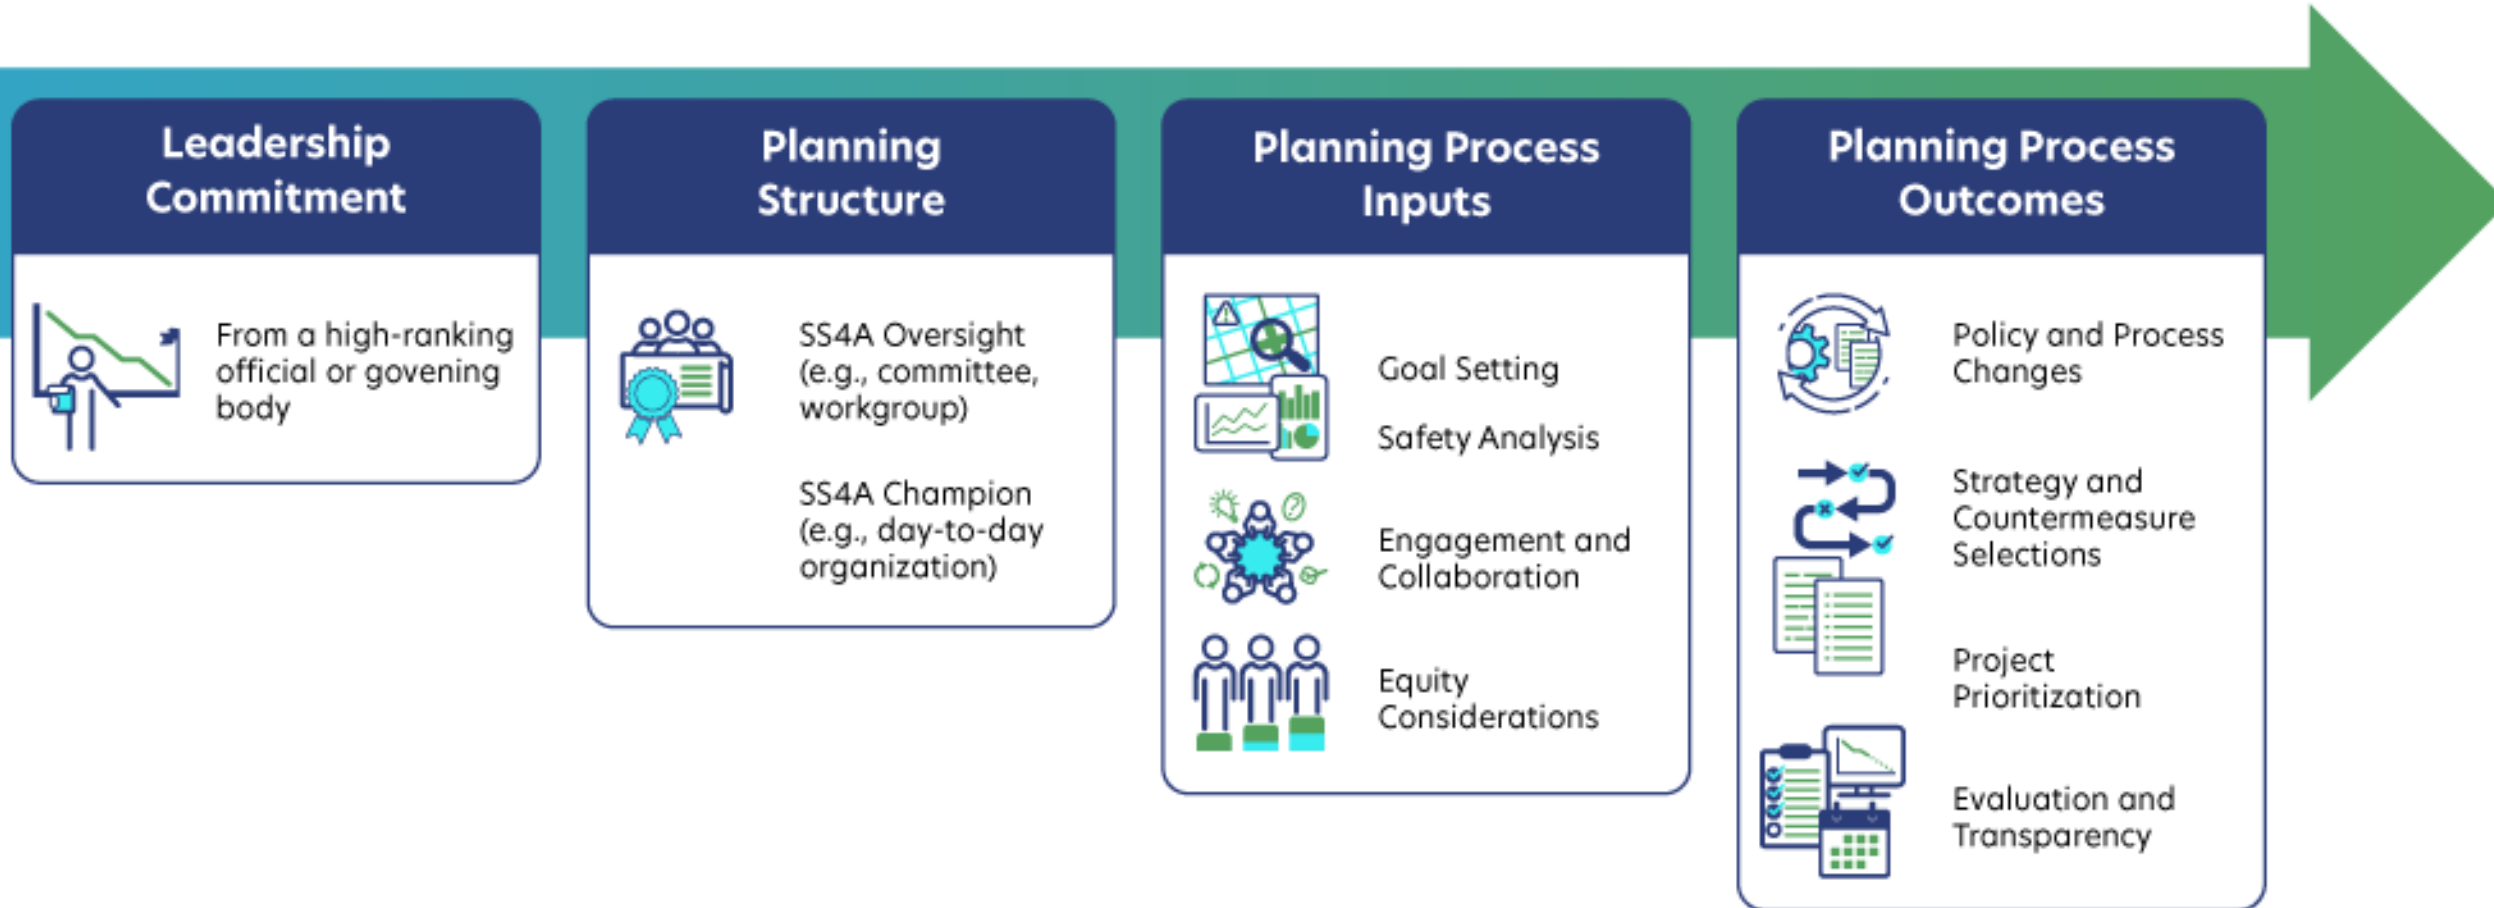 Leadership
Commitment
From a high-ranking
official or govening
body
Planning
Structure
SS4A Oversight
(e.g., committee,
workgroup)
SS4A Champion
(e.g., day-to-day
organization)
Planning Process
Inputs
Goal Setting
Safety Analysis
Engagement and
Collaboration
Equity
Considerations
Planning Process
Outcomes
Policy and Process
Changes
Strategy and
Countermeasure
Selections
Project
Prioritization
Evaluation and
Transparency